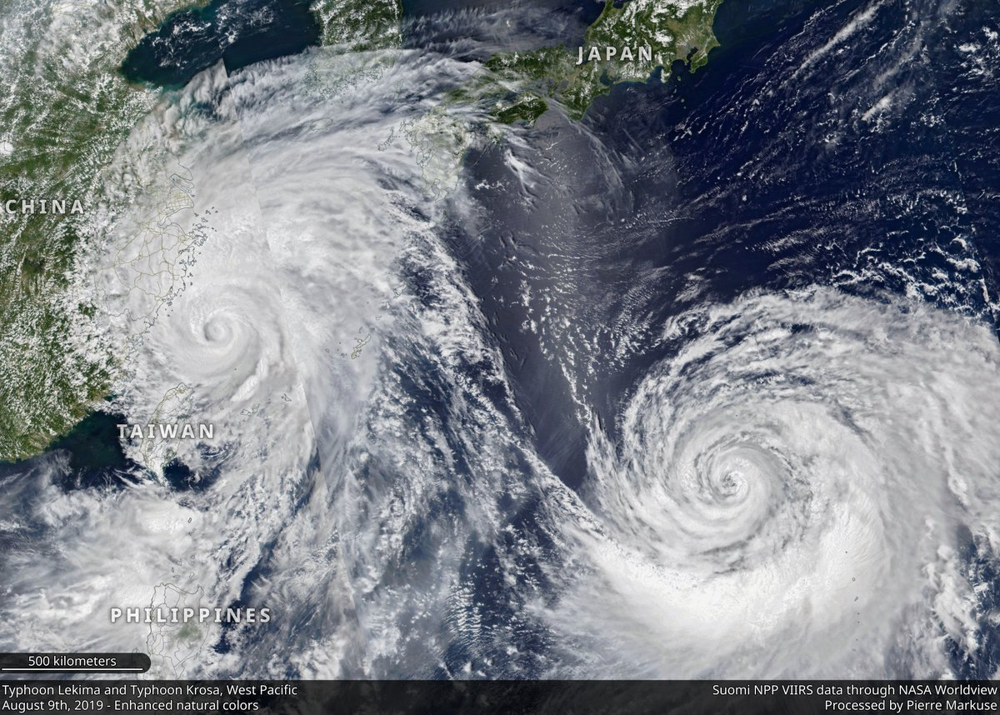 JAPAN
CHINA
TAIWAN
PHILIPPINES
500 kilometers
Typhoon Lekima and Typhoon Krosa, West Pacific
August 9th, 2019 - Enhanced natural colors
Suomi NPP VIIRS data through NASA Worldview
Processed by Pierre Markuse